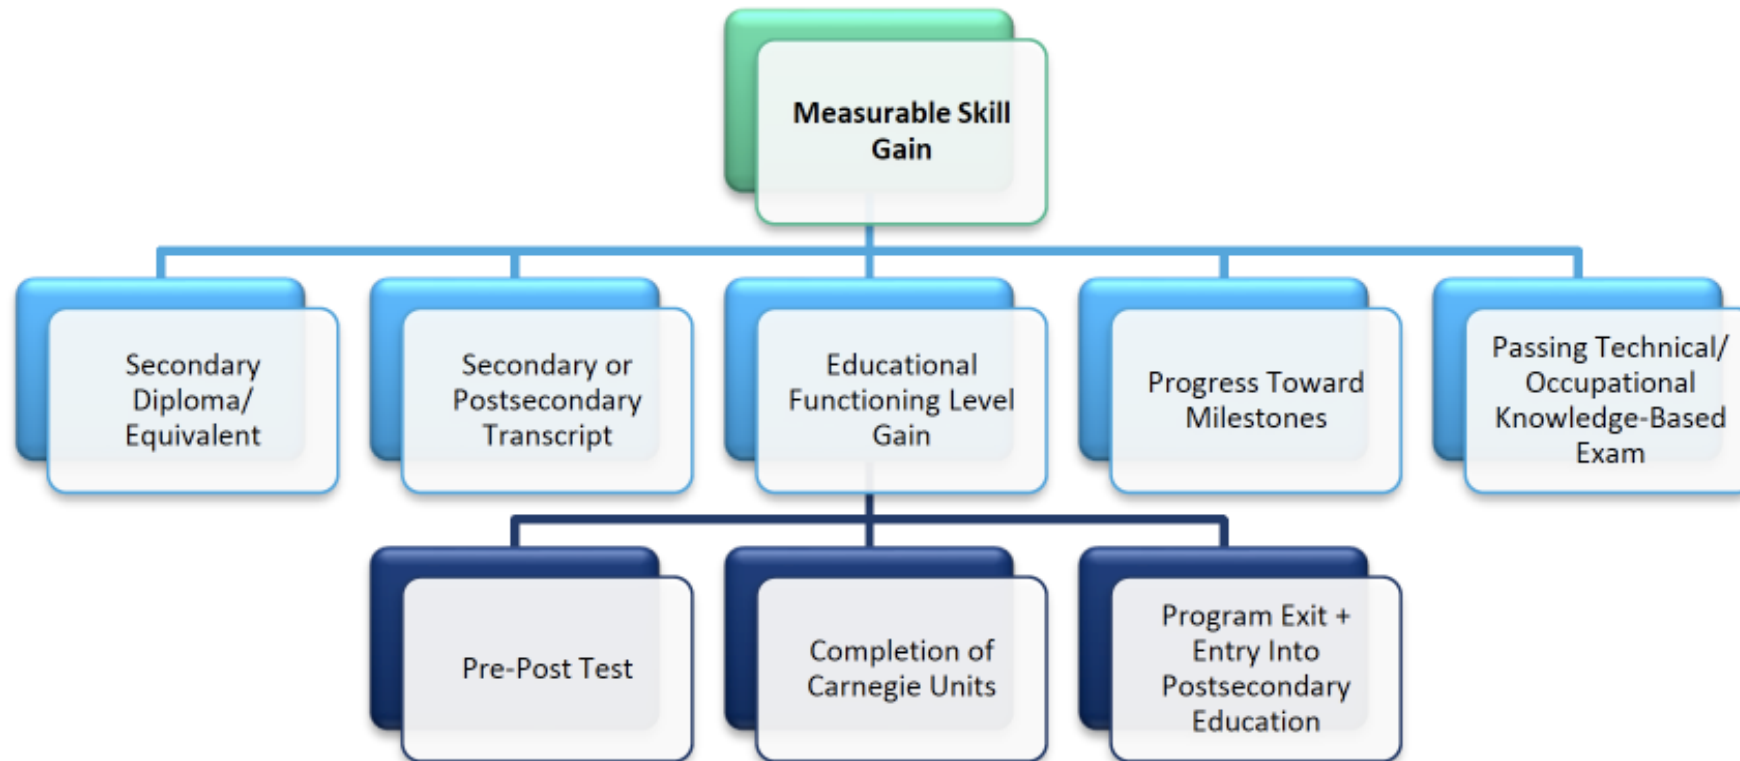 Measurable Skill
Gain
Secondary
Diploma/
Equivalent
Secondary or
Postsecondary
Transcript
Educational
Functioning Level
Gain
Progress Toward
Milestones
Passing Technical/
Occupational
Knowledge-Based
Exam
Pre-Post Test
Completion of
Carnegie Units
Program Exit +
Entry Into
Postsecondary
Education